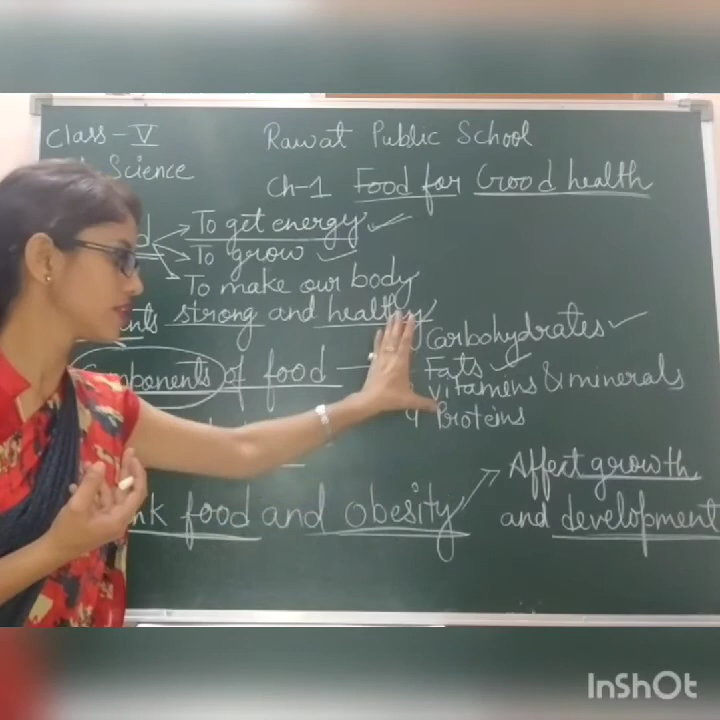 Class - V
Rawat Public School
Science
Ch-1 Food for Good health
To get energy
To grow
To make our body
strong and healthy
Components of food
Carbohydrates
Fats
Vitamens & minerals
4 Proteins
food and obesity
Affect growth
and development
InShOt